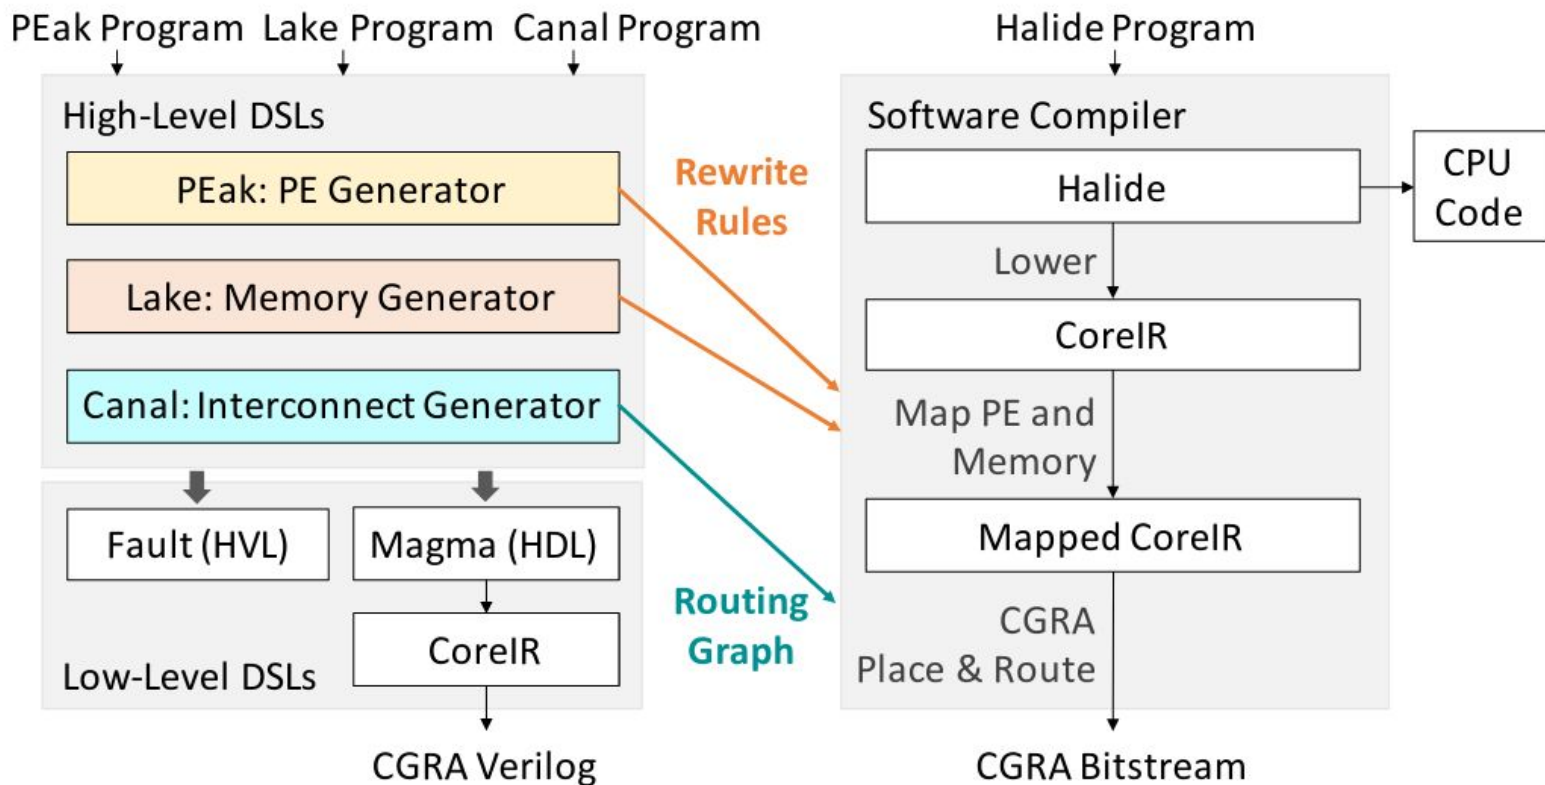 PEak Program
Lake Program
Canal Program
High-Level DSLs
PEak: PE Generator
Lake: Memory Generator
Canal: Interconnect Generator
Fault (HVL)
Magma (HDL)
CoreIR
Low-Level DSLs
CGRA Verilog
Rewrite
Rules
Routing
Graph
Halide Program
Software Compiler
Halide
CPU
Code
Lower
CoreIR
Map PE and
Memory
Mapped CoreIR
CGRA
Place & Route
CGRA Bitstream